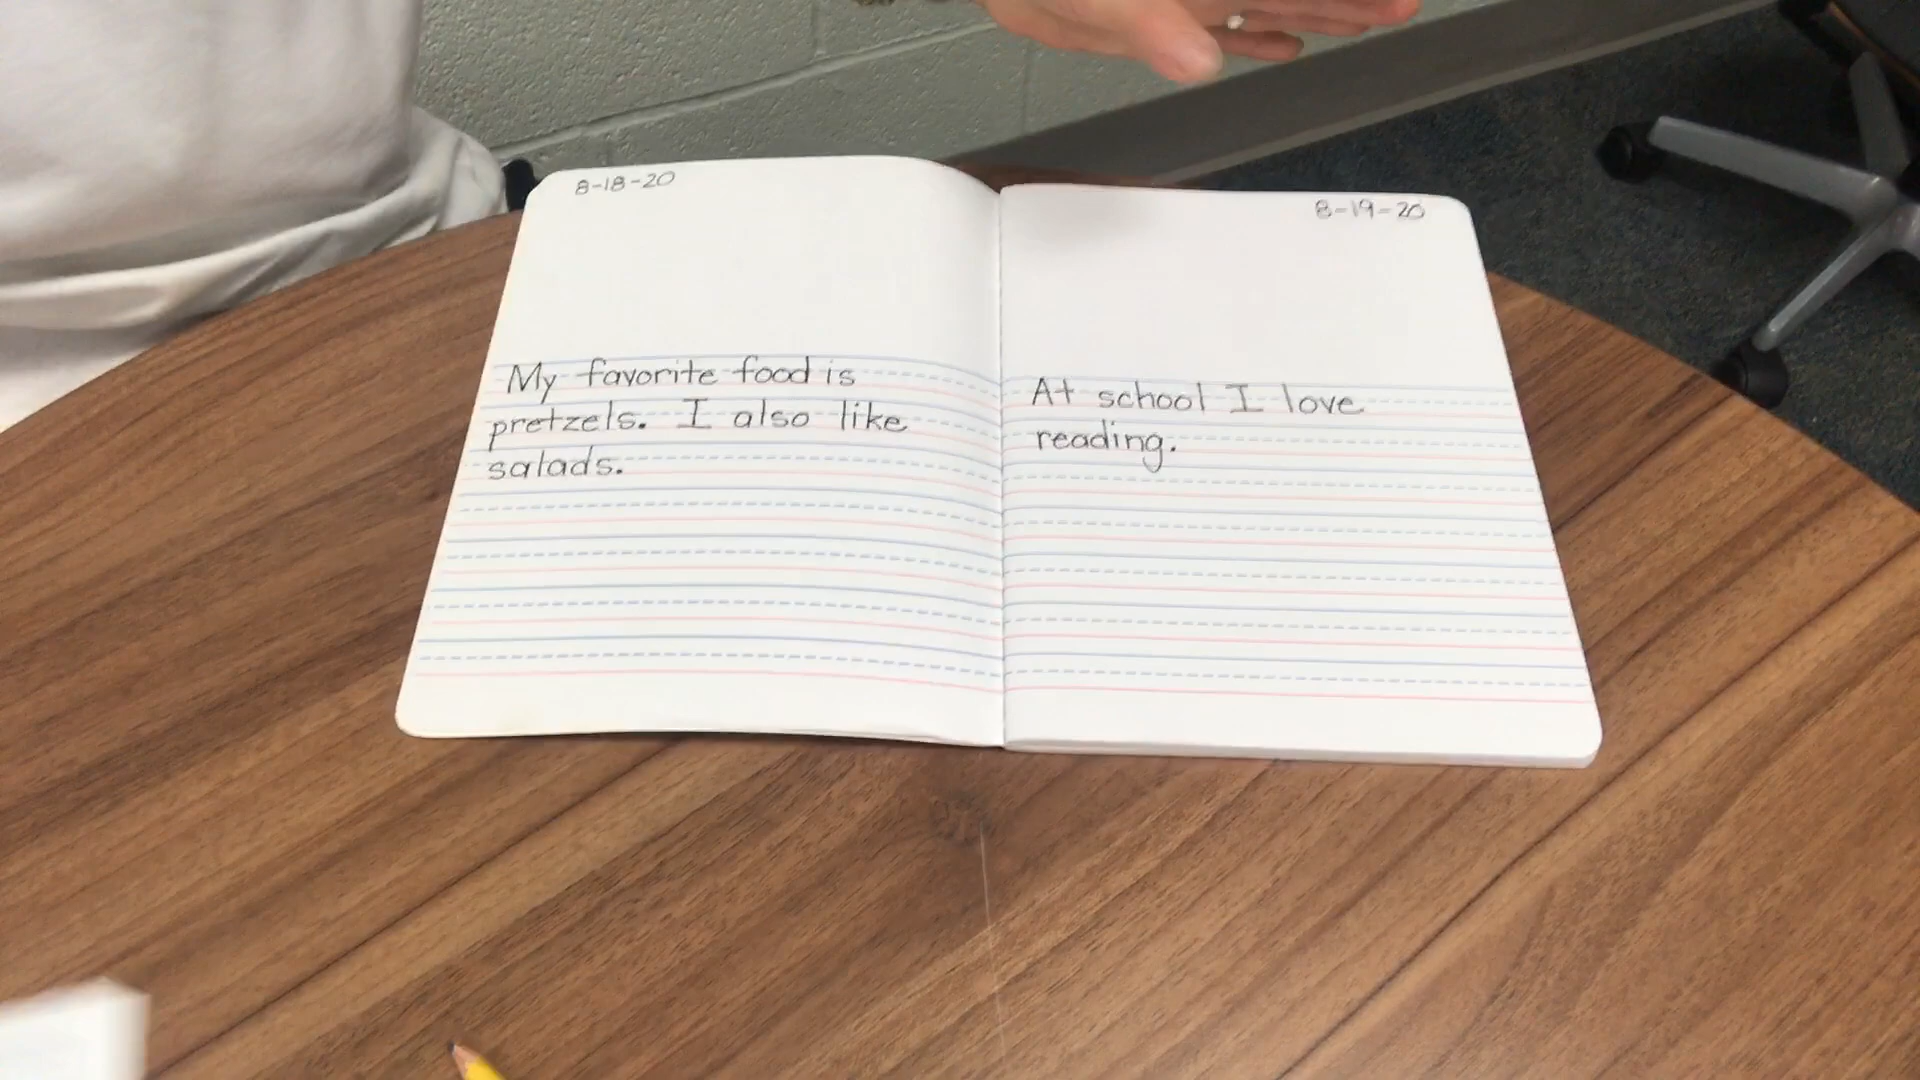 8-18-20
My favorite food is
pretzels. I also like
salads.
8-19-20
At school I love
reading.